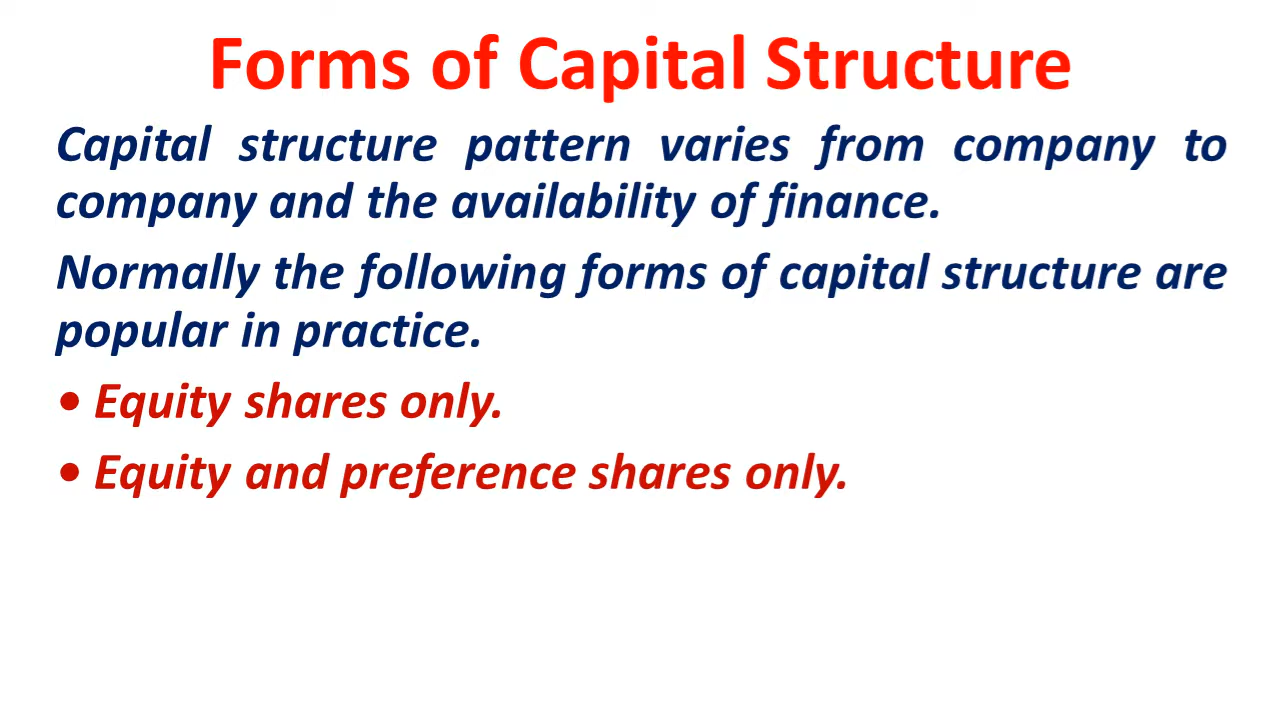 Forms of Capital Structure
Capital structure pattern varies from company to
company and the availability of finance.
Normally the following forms of capital structure are
popular in practice.
• Equity shares only.
• Equity and preference shares only.